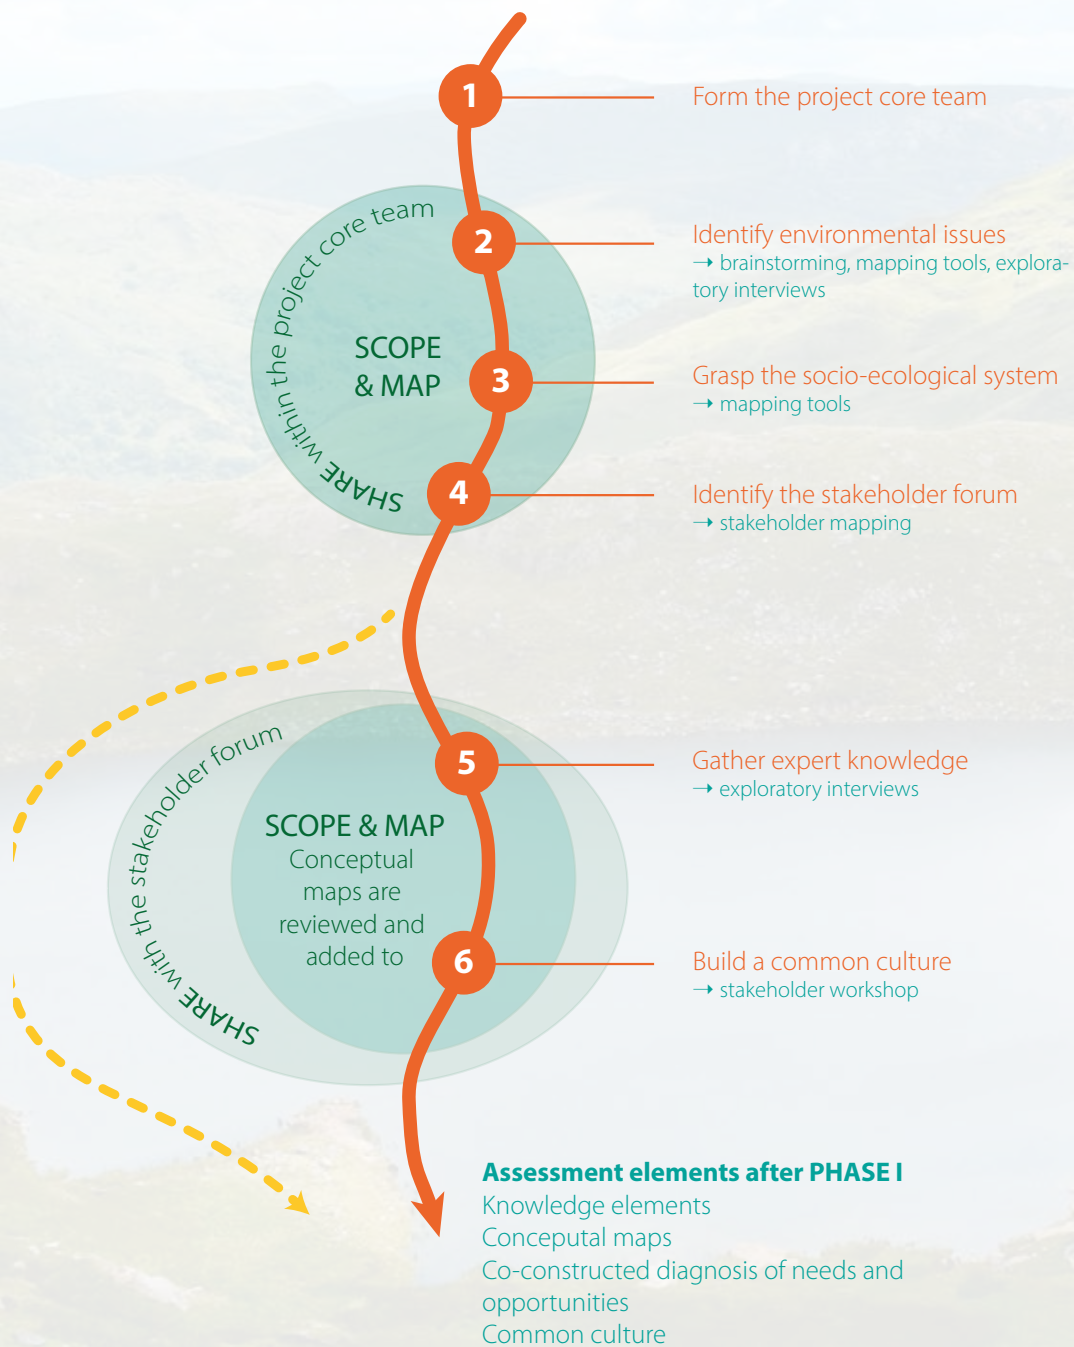 1
Form the project core team
SHARE within the project core team
2
Identify environmental issues
→ brainstorming, mapping tools, explora-
tory interviews
SCOPE
& MAP
3
Grasp the socio-ecological system
→ mapping tools
4
Identify the stakeholder forum
→ stakeholder mapping
SHARE with the stakeholder forum
5
Gather expert knowledge
→ exploratory interviews
SCOPE & MAP
Conceptual
maps are
reviewed and
added to
6
Build a common culture
→ stakeholder workshop
Assessment elements after PHASE I
Knowledge elements
Conceputal maps
Co-constructed diagnosis of needs and
opportunities
Common culture